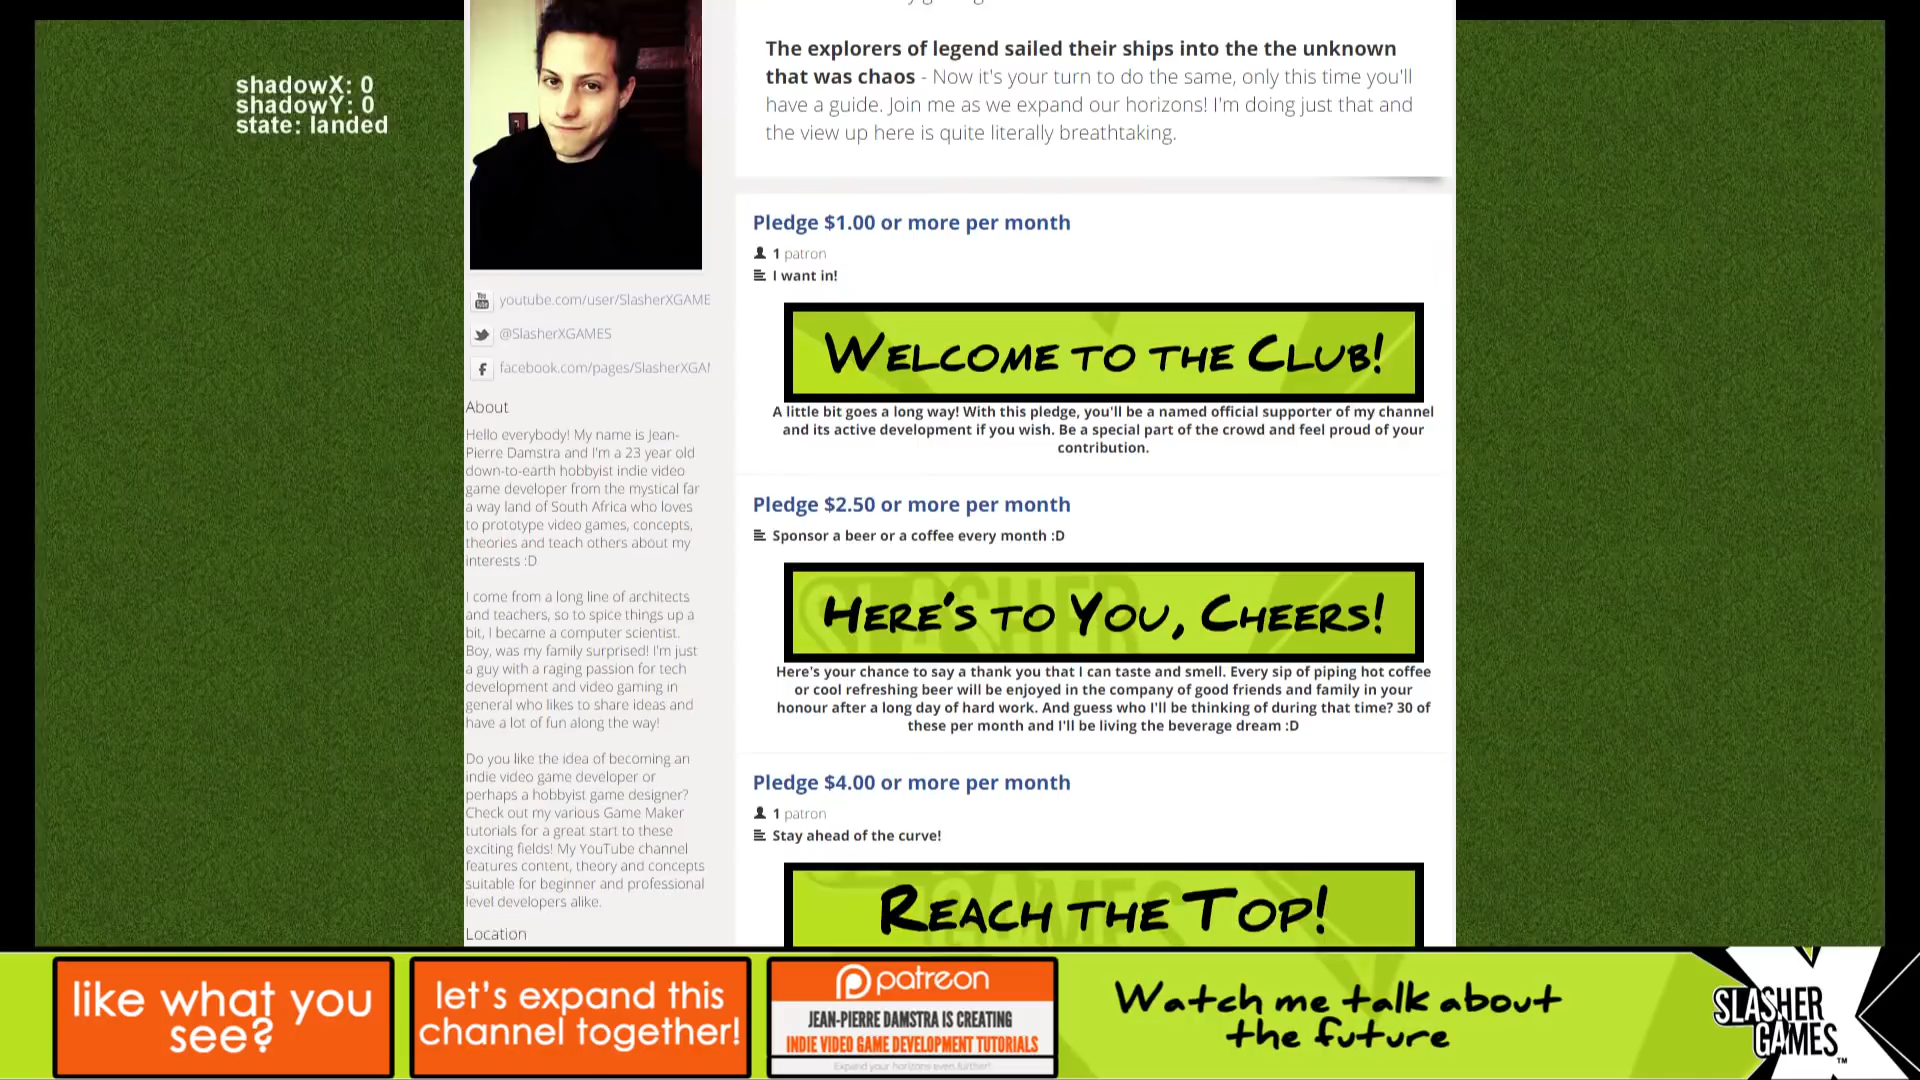 shadowX: 0
shadowY: 0
state: landed
The explorers of legend sailed their ships into the the unknown
that was chaos - Now it's your turn to do the same, only this time you'll
have a guide. Join me as we expand our horizons! I'm doing just that and
the view up here is quite literally breathtaking.
youtube.com/user/SlasherXGAME
@SlasherXGAMES
facebook.com/pages/SlasherXGAM
About
Hello everybody! My name is Jean-
Pierre Damstra and I'm a 23 year old
down-to-earth hobbyist indie video
game developer from the mystical far
a way land of South Africa who loves
to prototype video games, concepts,
theories and teach others about my
interests :D
I come from a long line of architects
and teachers, so to spice things up a
bit, I became a computer scientist.
Boy, was my family surprised! I'm just
a guy with a raging passion for tech
development and video gaming in
general who likes to share ideas and
have a lot of fun along the way!
Do you like the idea of becoming an
indie video game developer or
perhaps a hobbyist game designer?
Check out my various Game Maker
tutorials for a great start to these
exciting fields! My YouTube channel
features content, theory and concepts
suitable for beginner and professional
level developers alike.
Location
Pledge $1.00 or more per month
1 patron
I want in!
WELCOME TO THE CLUB!
A little bit goes a long way! With this pledge, you'll be a named official supporter of my channel
and its active development if you wish. Be a special part of the crowd and feel proud of your
contribution.
Pledge $2.50 or more per month
Sponsor a beer or a coffee every month :D
HERE'S TO YOU, CHEERS!
Here's your chance to say a thank you that I can taste and smell. Every sip of piping hot coffee
or cool refreshing beer will be enjoyed in the company of good friends and family in your
honour after a long day of hard work. And guess who I'll be thinking of during that time? 30 of
these per month and I'll be living the beverage dream :D
Pledge $4.00 or more per month
1 patron
Stay ahead of the curve!
REACH THE TOP!
like what you
see?
let's expand this
channel together!
patreon
JEAN-PIERRE DAMSTRA IS CREATING
INDIE VIDEO GAME DEVELOPMENT TUTORIALS
Expand your horizons even further!
Watch me talk about
the future
SLASHER
GAMES
TM